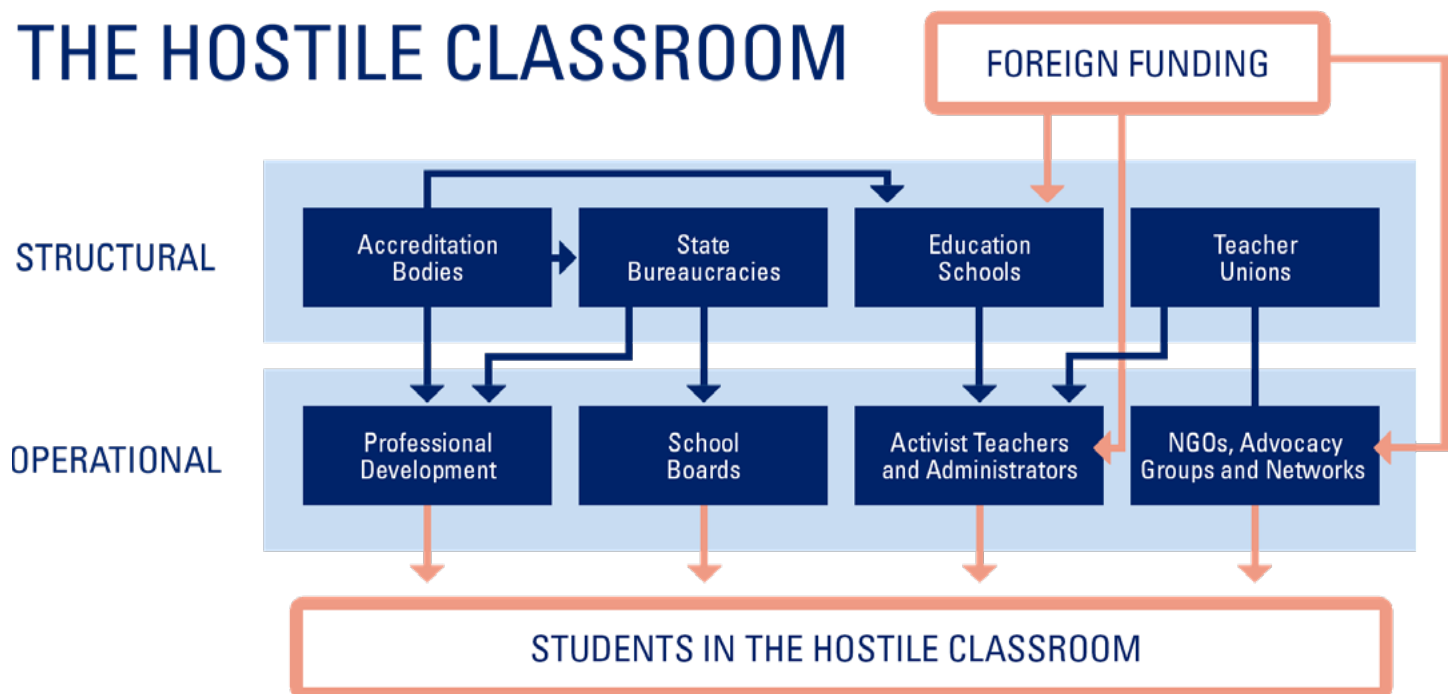 THE HOSTILE CLASSROOM
FOREIGN FUNDING
STRUCTURAL
Accreditation
Bodies
State
Bureaucracies
Education
Schools
Teacher
Unions
OPERATIONAL
Professional
Development
School
Boards
Activist Teachers
and Administrators
NGOs, Advocacy
Groups and Networks
STUDENTS IN THE HOSTILE CLASSROOM